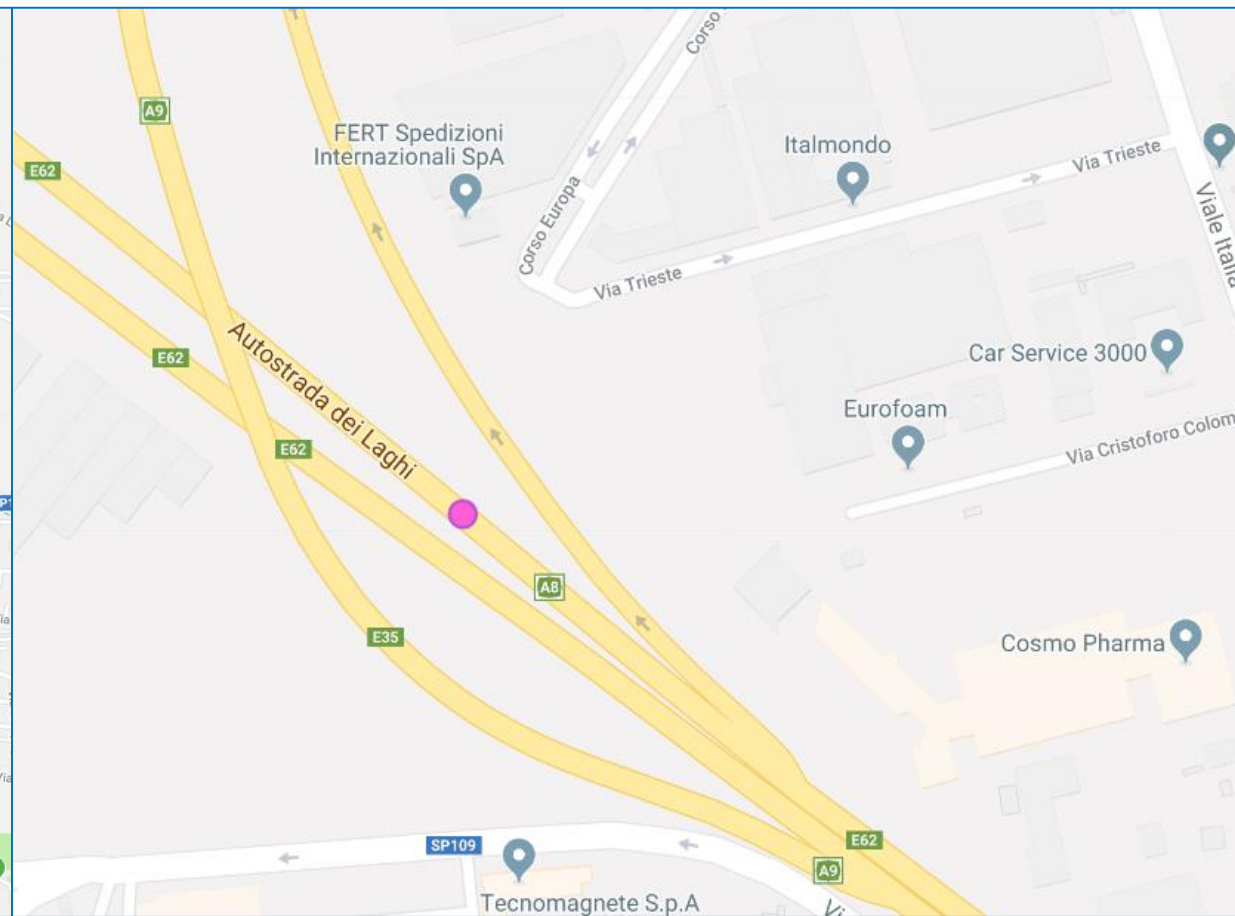 A9
Corso
FERT Spedizioni
Internazionali SpA
Italmondo
Via Trieste
E62
Corso Europa
Viale Italia
Via Trieste
Autostrada dei Laghi
E62
Car Service 3000
Eurofoam
E62
Via Cristoforo Colom
A8
E35
Cosmo Pharma
SP109
E62
A9
Tecnomagnete S.p.A